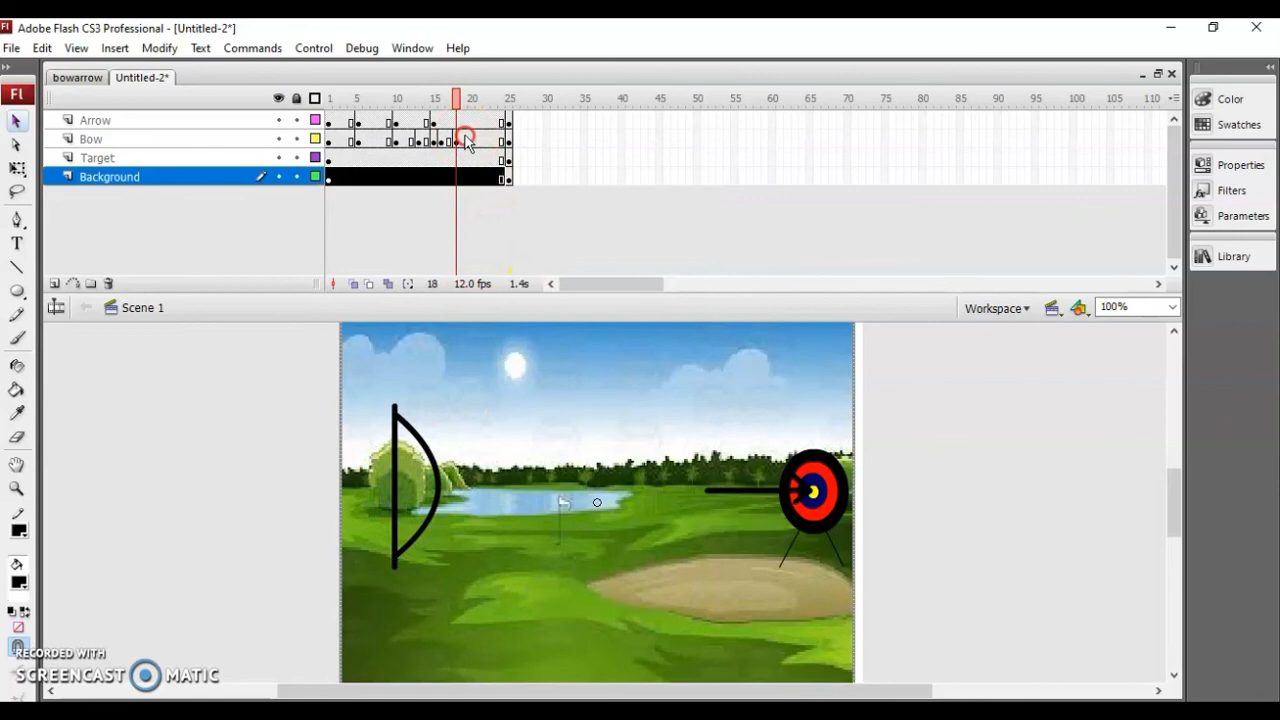 Fl Adobe Flash CS3 Professional - [Untitled-2*]
File Edit View Insert Modify Text Commands Control Debug Window Help
bowarrow Untitled-2*
Fl
1 5 10 15 20 25 30 35 40 45 50 55 60 65 70 75 80 85 90 95 100 105 110
Arrow
Bow
Target
Background
18 12.0 fps 1.4s
Scene 1
Workspace 100%
Color
Swatches
Properties
Filters
Parameters
Library
T
RECORDED WITH
SCREENCAST MATIC